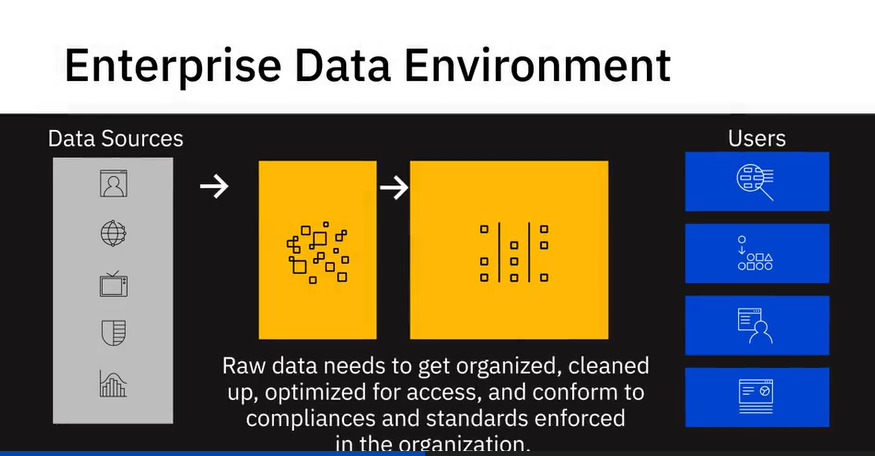 Enterprise Data Environment
Data Sources
Users
Raw data needs to get organized, cleaned
up, optimized for access, and conform to
compliances and standards enforced
in the organization.